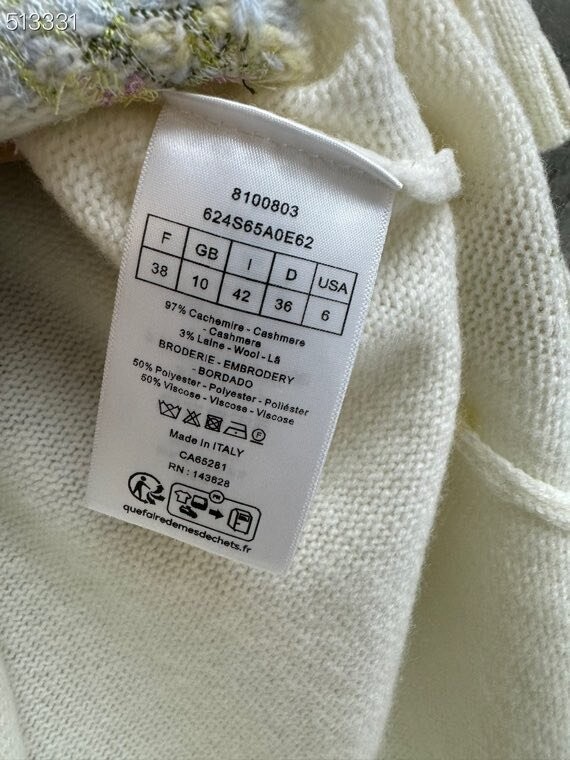 513331
8100803
624S65A0E62
F GB I D USA
38 10 42 36 6
97% Cachemire - Cashmere
- Cashmere
3% Laine - Wool - Lã
BRODERIE - EMBRODERY
- BORDADO
50% Polyester - Polyester - Poliéster
50% Viscose - Viscose - Viscose
Made in ITALY
CA65281
RN : 143628
FR
quefairedemesdechets.fr